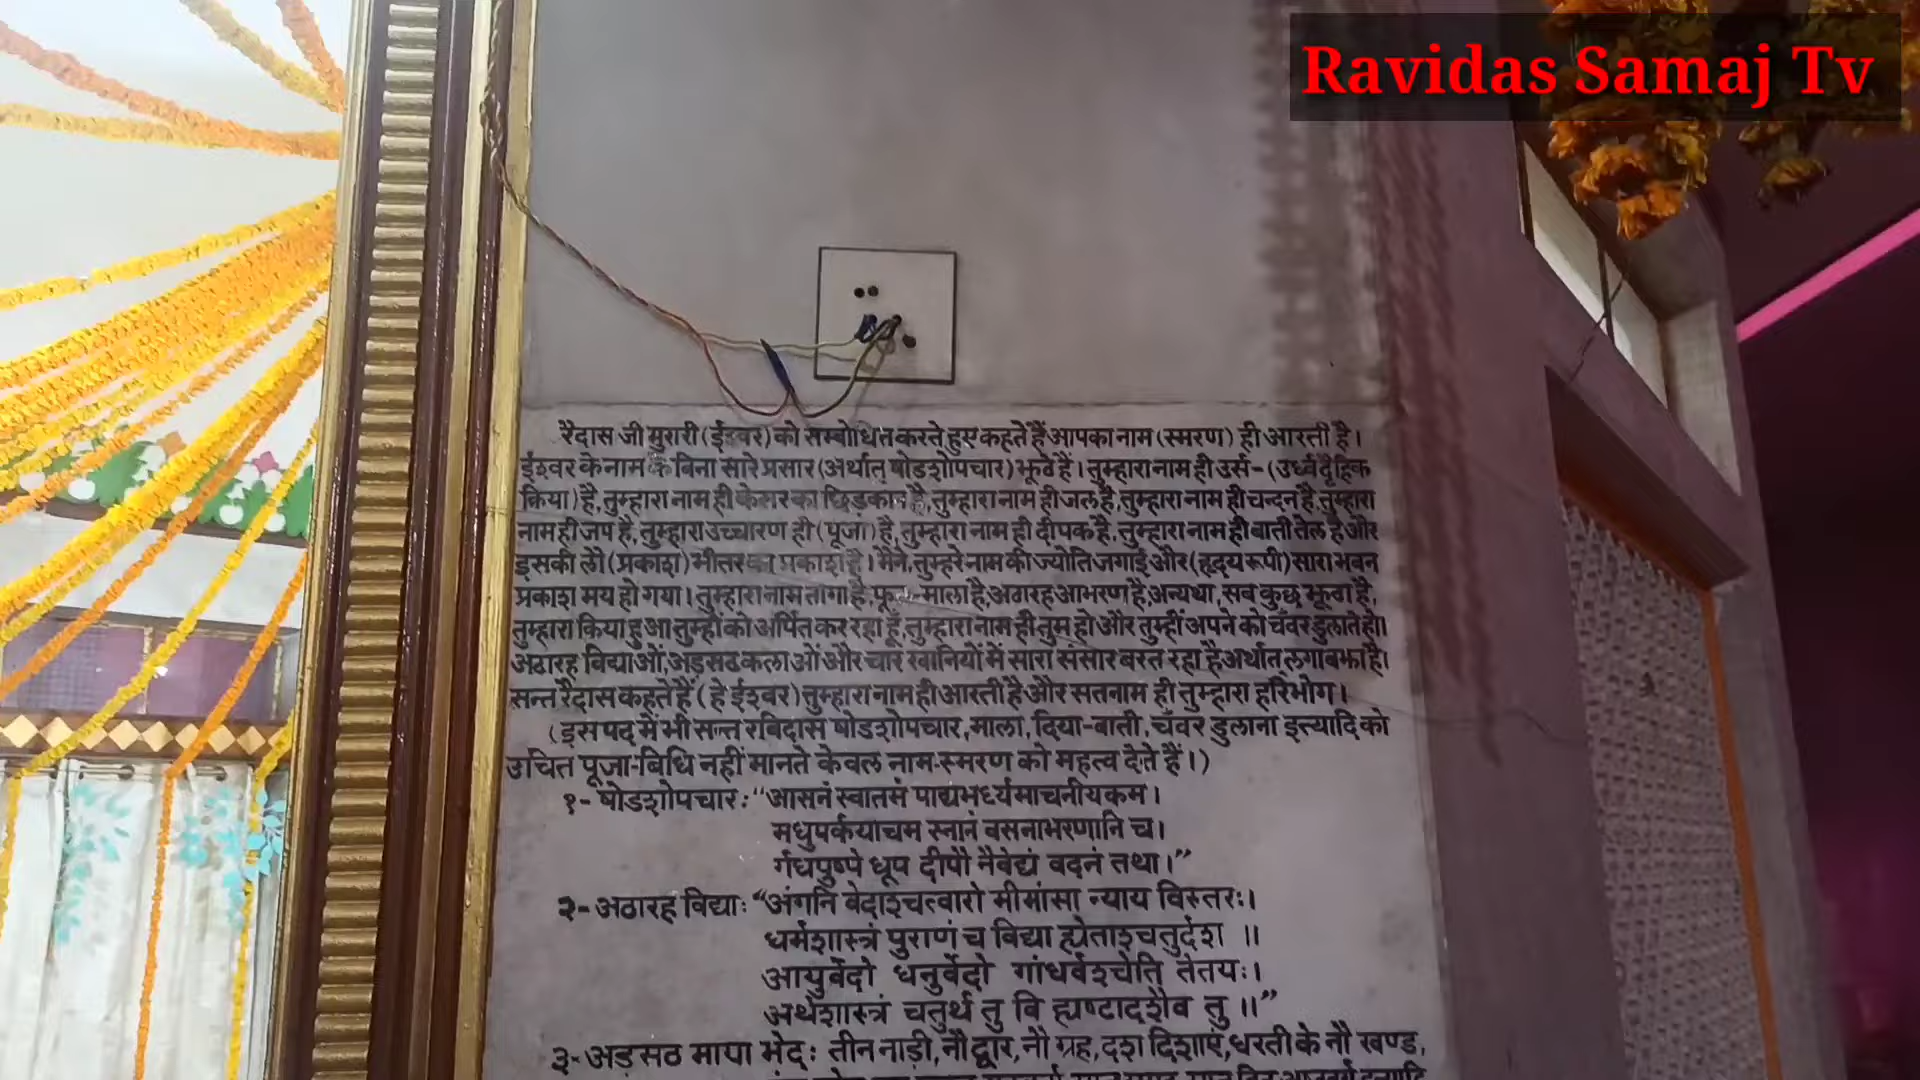 Ravidas Samaj Tv
रैदास जी मुरारी (ईश्वर) को सम्बोधित करते हुए कहते हैं आपका नाम (स्मरण) ही आरती है।
ईश्वर के नाम के बिना सारे प्रसार (अर्थात् षोडशोपचार) झूठे हैं। तुम्हारा नाम ही उर्स-(उर्ध्वदैहिक
क्रिया) है, तुम्हारा नाम ही केसर का छिड़काव है, तुम्हारा नाम ही जल है, तुम्हारा नाम ही चन्दन है, तुम्हारा
नाम ही जप है, तुम्हारा उच्चारण ही (पूजा) है, तुम्हारा नाम ही दीपक है, तुम्हारा नाम ही बाती तेल है और
इसकी लौ (प्रकाश) भीतर का प्रकाश है। मैंने, तुम्हरे नाम की ज्योति जगाई और (हृदय रूपी) सारा भवन
प्रकाश मय हो गया। तुम्हारा नाम तागा है, फूल-माला है, अठारह आभरण है, अन्यथा, सब कुछ झूठा है,
तुम्हारा किया हुआ तुम्हीं को अर्पित कर रहा हूँ, तुम्हारा नाम ही तुम हो और तुम्हीं अपने को चँवर डुलाते हो।
अठारह विद्याओं, अड़सठ कलाओं और चार खानियों में सारा संसार बरत रहा है अर्थात लगा बझा है।
सन्त रैदास कहते हैं (हे ईश्वर) तुम्हारा नाम ही आरती है और सतनाम ही तुम्हारा हरिभोग।
(इस पद में भी सन्त रविदास षोडशोपचार, माला, दिया-बाती, चँवर डुलाना इत्यादि को
उचित पूजा-विधि नहीं मानते केवल नाम-स्मरण को महत्व देते हैं।)
१- षोडशोपचारः "आसनं स्वातसं पाद्यमर्ध्यमाचनीयकम।
मधुपर्कयाचम स्नानं बसनाभरणानि च।
गंधपुष्पे धूप दीपौ नैवेद्यं वदनं तथा।"
२- अठारह विद्याः "अंगनि वेदाश्चत्वारो मीमांसा न्याय विस्तरः।
धर्मशास्त्रं पुराणं च विद्या ह्येताश्चतुर्दश ॥
आयुर्वेदो धनुर्वेदो गांधर्वश्चेति तेतयः।
अर्थशास्त्रं चतुर्थ तु वि ह्यष्टादशैव तु ॥"
३- अड़सठ माया भेदः तीन नाड़ी, नौ द्वार, नौ ग्रह, दश दिशाएं, धरती के नौ खण्ड,